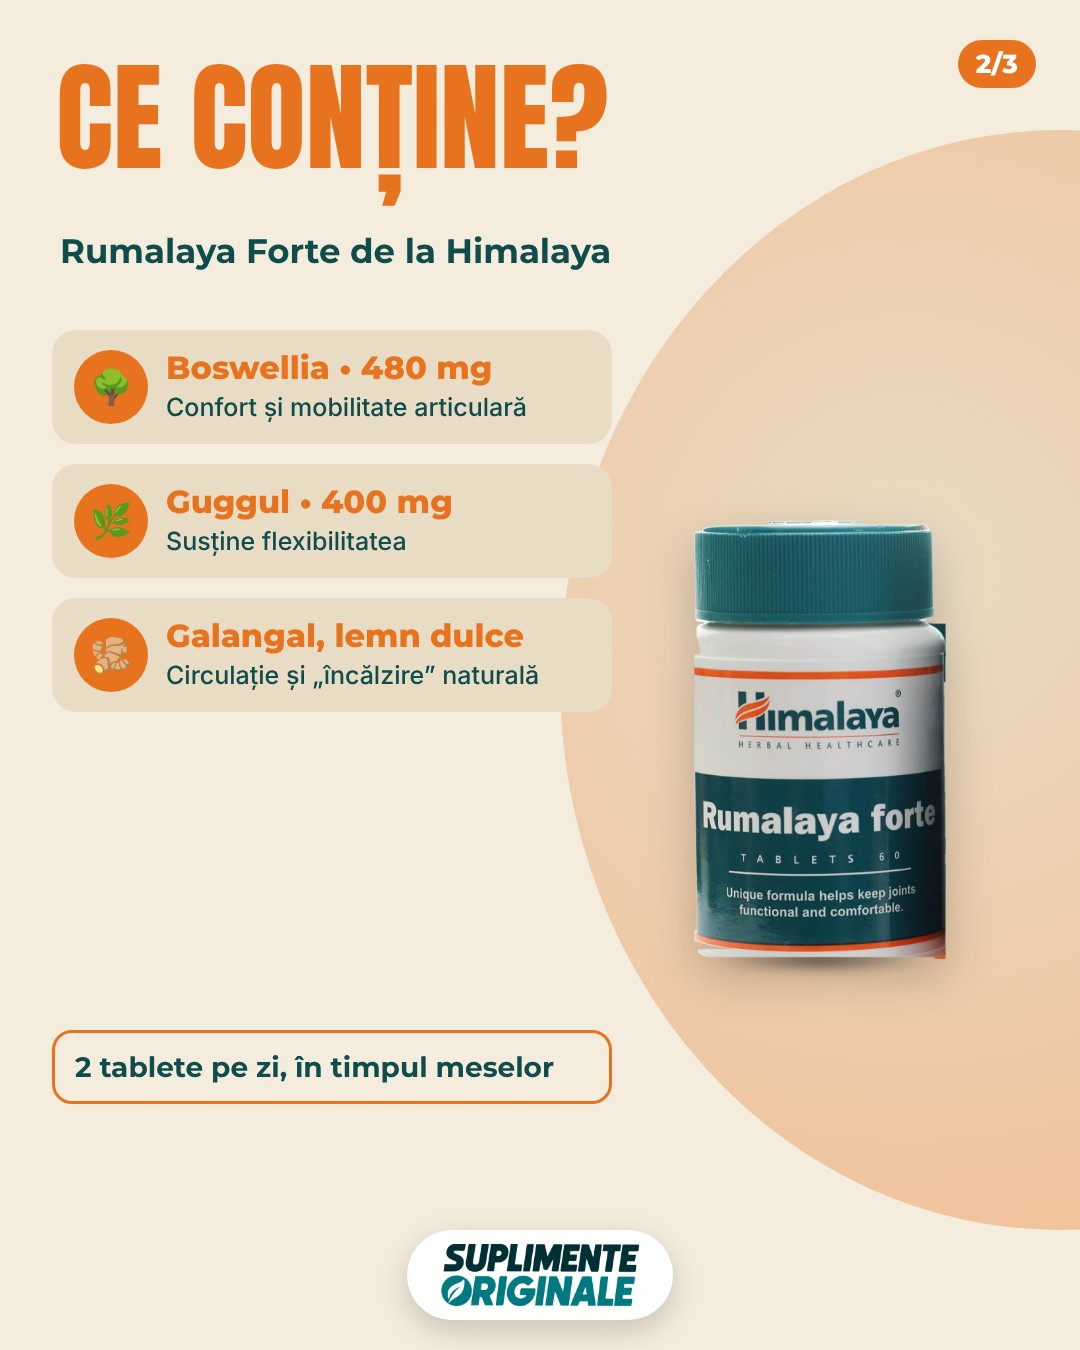 CE CONȚINE?
2/3
Rumalaya Forte de la Himalaya
Boswellia • 480 mg
Confort și mobilitate articulară
Guggul • 400 mg
Susține flexibilitatea
Galangal, lemn dulce
Circulație și „încălzire” naturală
Himalaya®
HERBAL HEALTHCARE
Rumalaya forte
TABLETS 60
Unique formula helps keep joints
functional and comfortable.
2 tablete pe zi, în timpul meselor
SUPLIMENTE
ORIGINALE